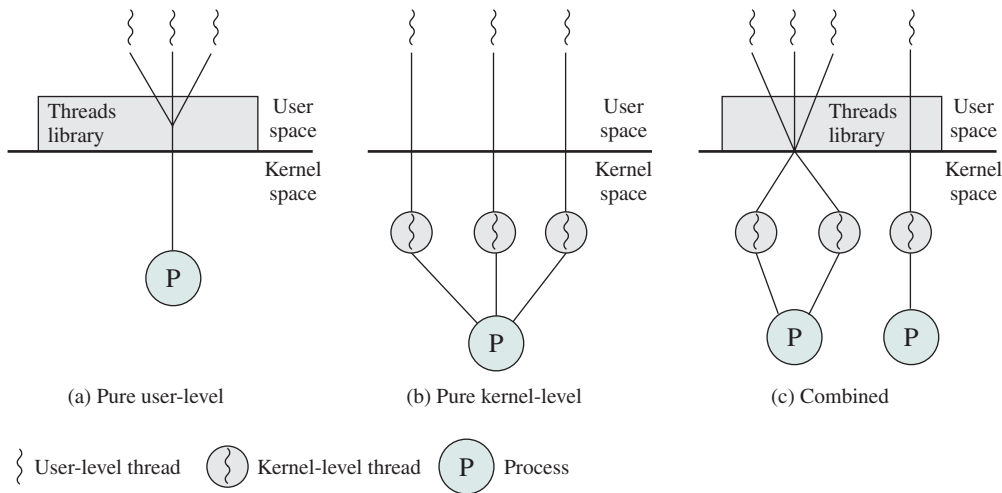 Threads
library
User
space
Kernel
space
P
(a) Pure user-level
User
space
Kernel
space
P
(b) Pure kernel-level
Threads
library
User
space
Kernel
space
P
P
(c) Combined
User-level thread
Kernel-level thread
P
Process